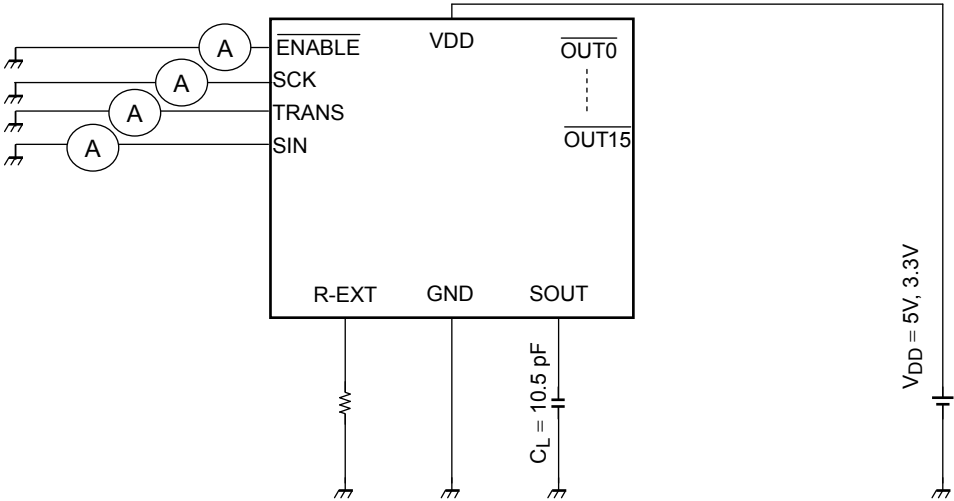 A ENABLE VDD OUT0
A SCK
A TRANS
A SIN OUT15
R-EXT GND SOUT
CL = 10.5 pF
VDD = 5V, 3.3V